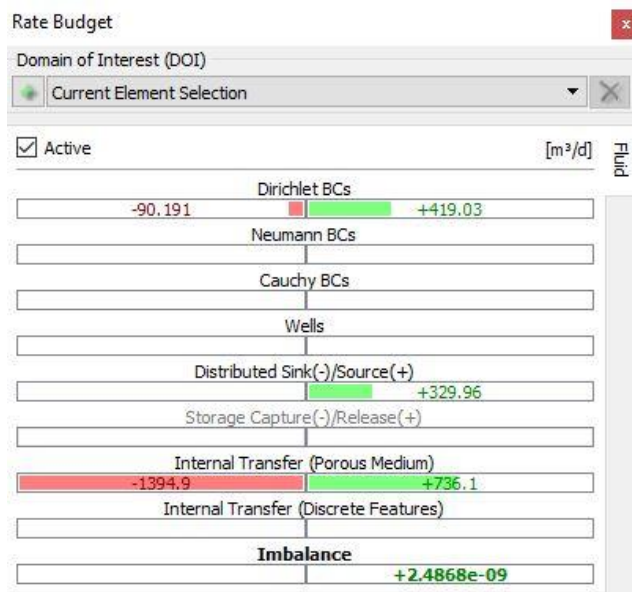 Rate Budget
x
Domain of Interest (DOI)
Current Element Selection
Active [m³/d]
Fluid
Dirichlet BCs
-90.191 +419.03
Neumann BCs
Cauchy BCs
Wells
Distributed Sink(-)/Source(+)
+329.96
Storage Capture(-)/Release(+)
Internal Transfer (Porous Medium)
-1394.9 +736.1
Internal Transfer (Discrete Features)
Imbalance
+2.4868e-09